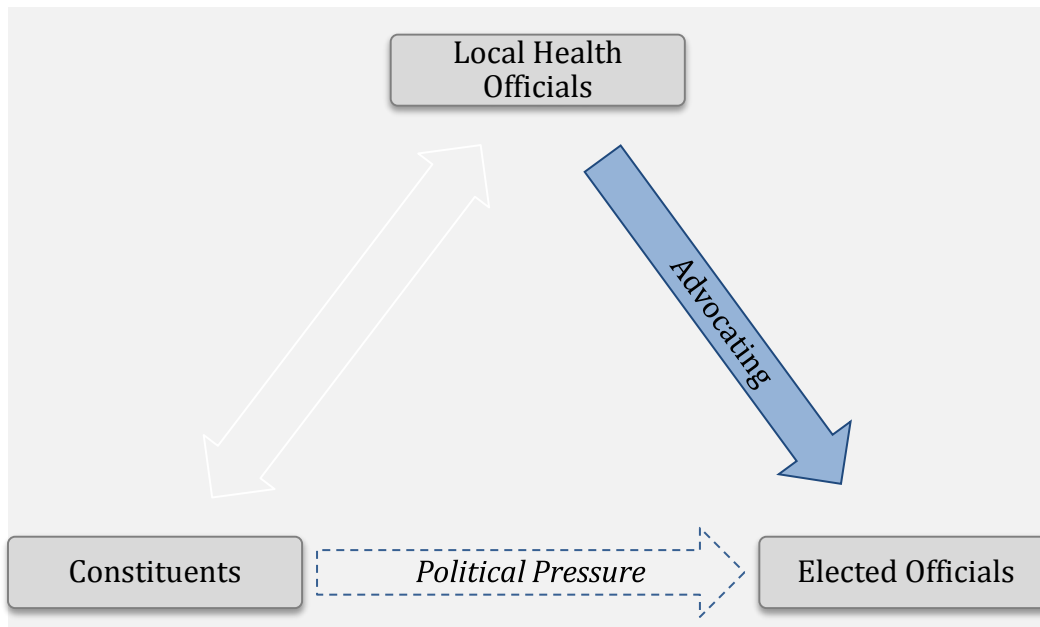 Local Health
Officials
Advocating
Constituents
Political Pressure
Elected Officials